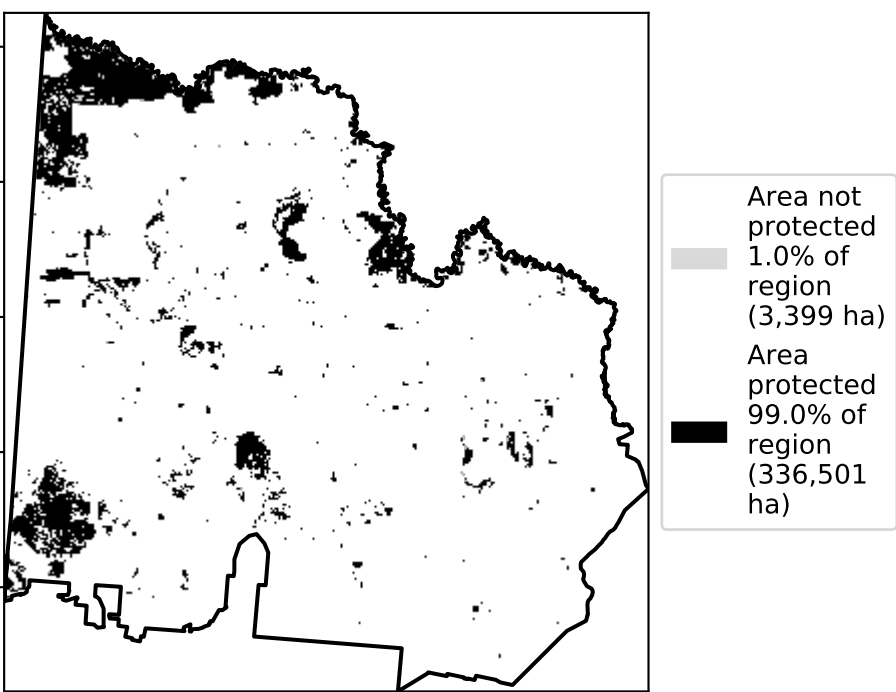 Area not
protected
1.0% of
region
(3,399 ha)
Area
protected
99.0% of
region
(336,501
ha)